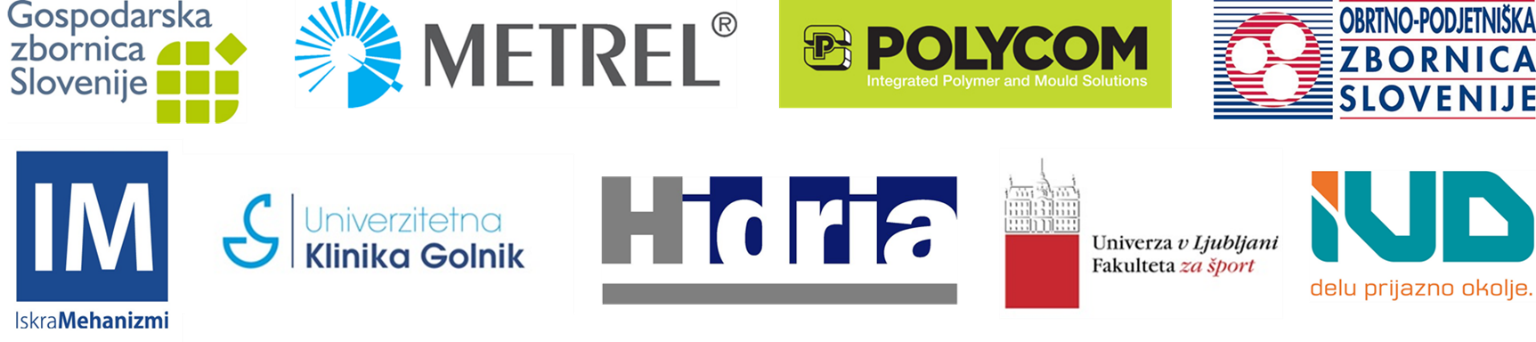 Gospodarska
zbornica
Slovenije
METREL®
P
POLYCOM
Integrated Polymer and Mould Solutions
OBRTNO-PODJETNIŠKA
ZBORNICA
SLOVENIJE
IM
IskraMehanizmi
Univerzitetna
Klinika Golnik
Hidria
Univerza v Ljubljani
Fakulteta za šport
IVD
delu prijazno okolje.